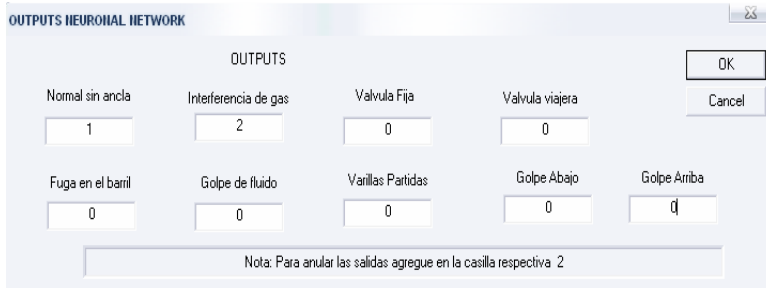 OUTPUTS NEURONAL NETWORK
OUTPUTS
OK
Cancel
Normal sin ancla Interferencia de gas Valvula Fija Valvula viajera
1 2 0 0
Fuga en el barril Golpe de fluido Varillas Partidas Golpe Abajo Golpe Arriba
0 0 0 0 0
Nota: Para anular las salidas agregue en la casilla respectiva 2